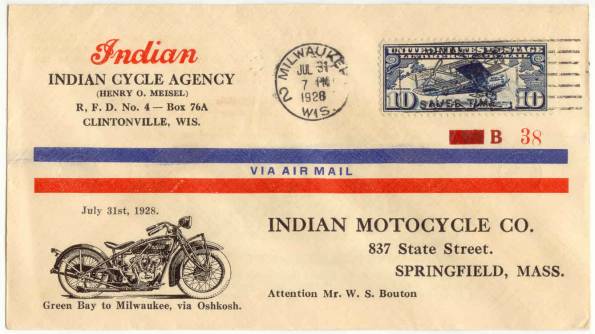 Indian
INDIAN CYCLE AGENCY
(HENRY O. MEISEL)
R, F. D. No. 4 — Box 76A
CLINTONVILLE, WIS.
MILWAUKEE
JUL 31
7 PM
1928
WIS.
2
UNITED STATES POSTAGE
10 SAVES TIME 10
B 38
VIA AIR MAIL
July 31st, 1928.
Green Bay to Milwaukee, via Oshkosh.
INDIAN MOTOCYCLE CO.
837 State Street.
SPRINGFIELD, MASS.
Attention Mr. W. S. Bouton